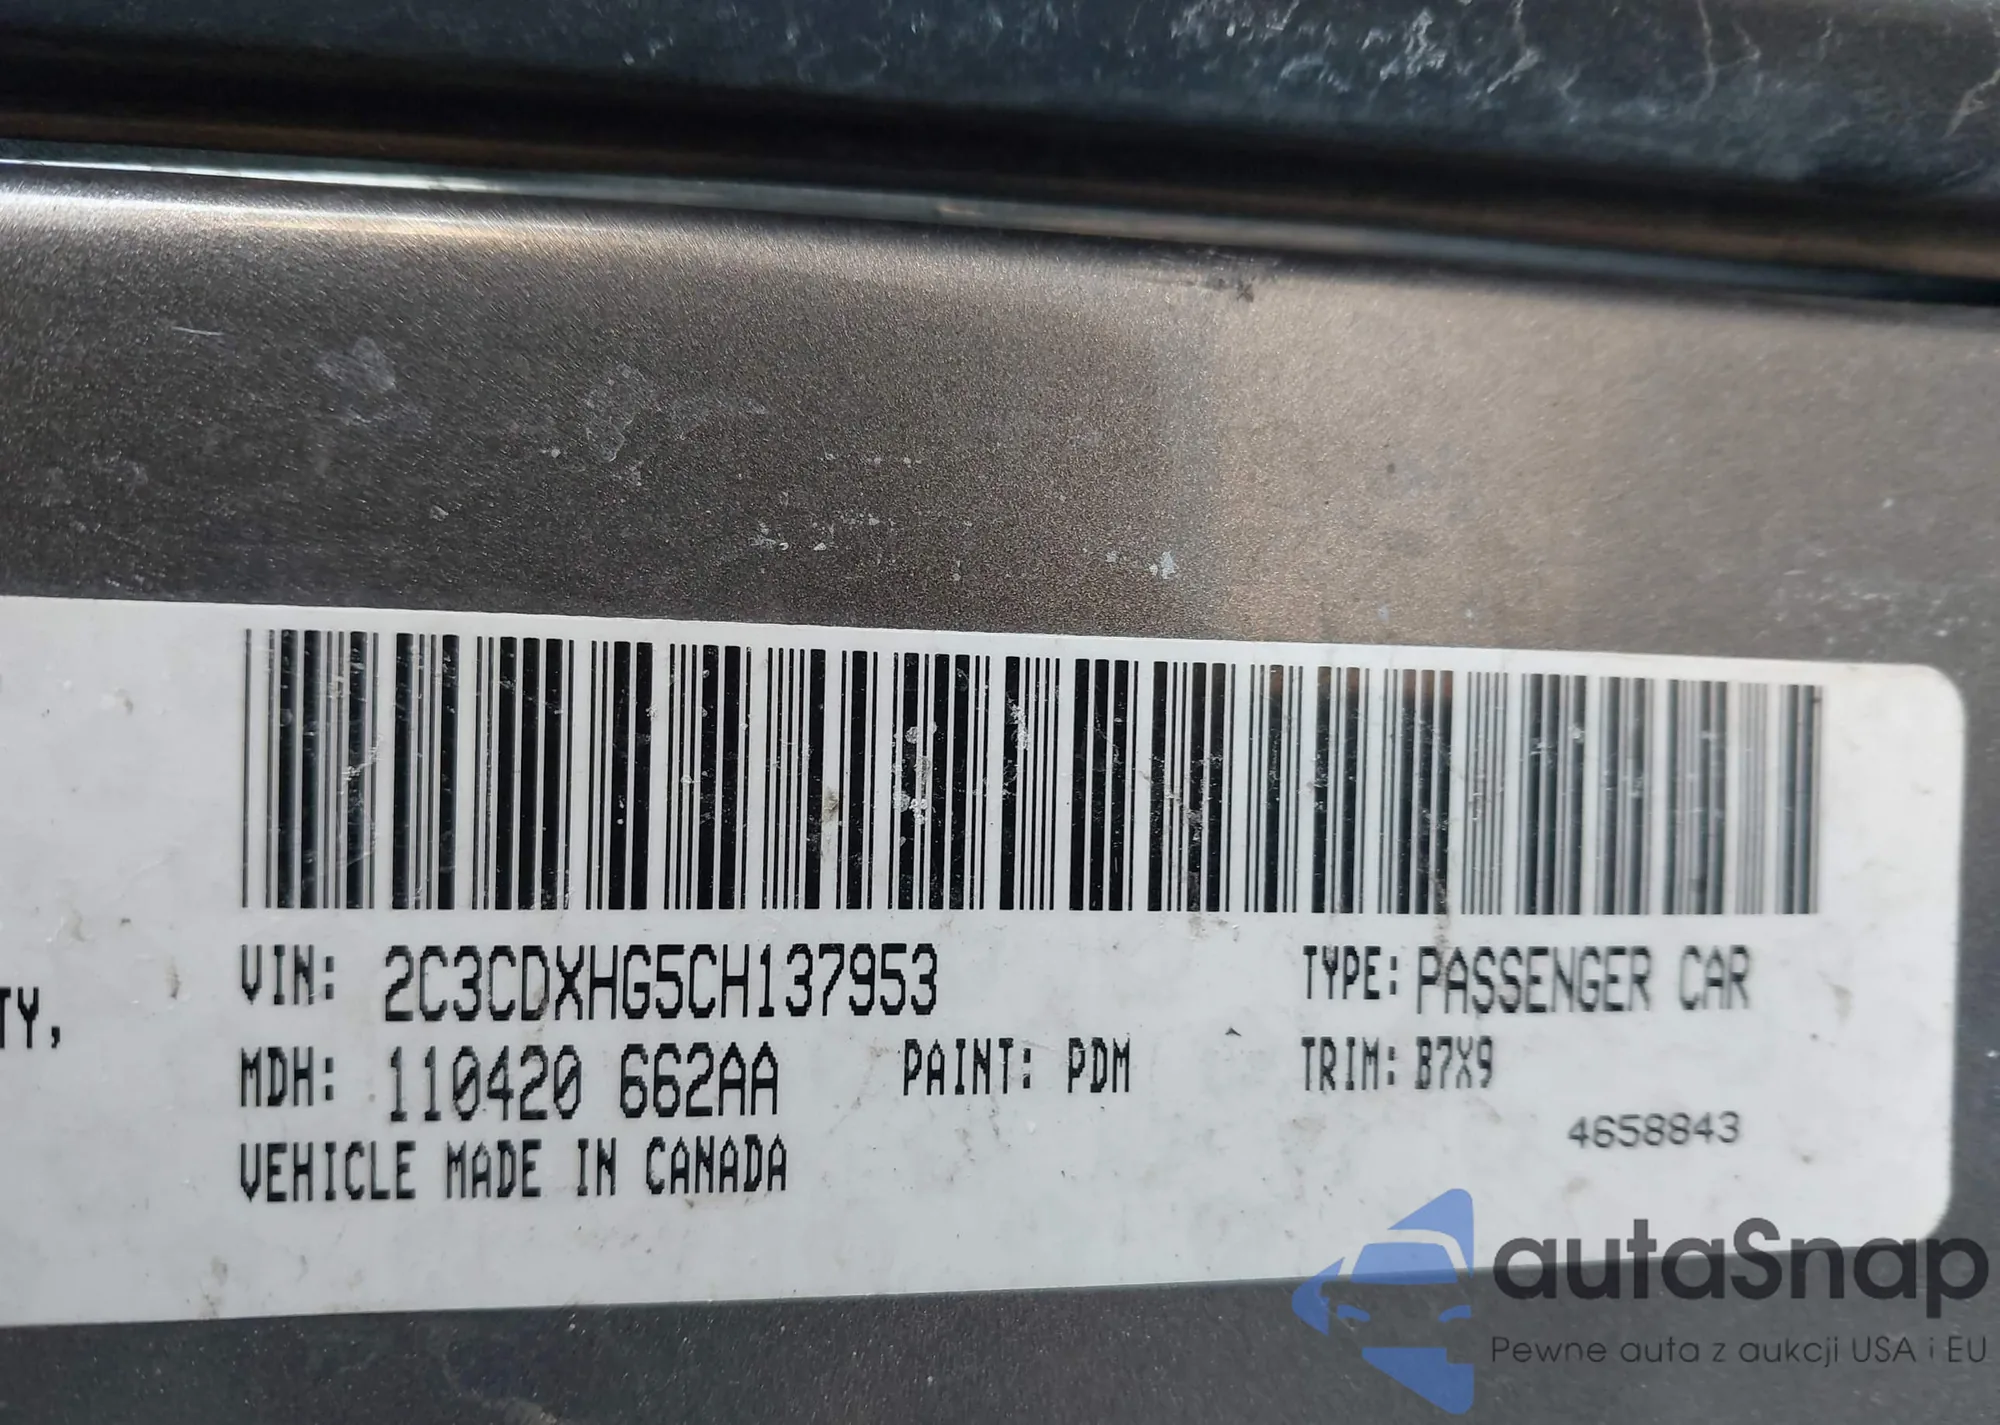 VIN: 2C3CDXHG5CH137953 TYPE: PASSENGER CAR
TY,
MDH: 110420 662AA PAINT: PDM TRIM: B7X9
4658843
VEHICLE MADE IN CANADA
autaSnap
Pewne auta z aukcji USA i EU